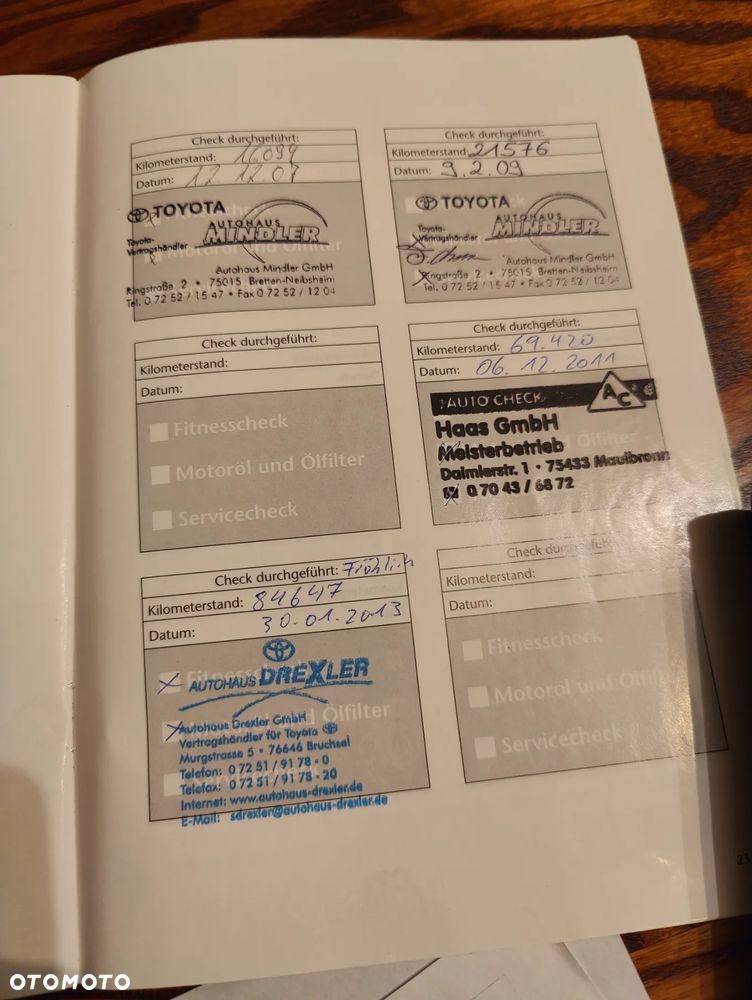 Check durchgeführt:
Kilometerstand: 16094
Datum: 12.12.07
TOYOTA
AUTOHAUS
MINDLER
Toyota-
Vertragshändler
Autohaus Mindler GmbH
Ringstraße 2 • 75015 Bretten-Neibsheim
Tel. 0 72 52 / 15 47 • Fax 0 72 52 / 12 04
Check durchgeführt:
Kilometerstand: 21576
Datum: 9.2.09
TOYOTA
AUTOHAUS
MINDLER
Toyota-
Vertragshändler
Autohaus Mindler GmbH
Ringstraße 2 • 75015 Bretten-Neibsheim
Tel. 0 72 52 / 15 47 • Fax 0 72 52 / 12 04
Check durchgeführt:
Kilometerstand:
Datum:
Fitnesscheck
Motoröl und Ölfilter
Servicecheck
Check durchgeführt:
Kilometerstand: 69.420
Datum: 06.12.2011
AUTO CHECK AC
Haas GmbH
Meisterbetrieb
Daimlerstr. 1 • 75433 Maulbronn
☎ 0 70 43 / 68 72
Check durchgeführt: Fröhlich
Kilometerstand: 84647
Datum: 30.01.2013
AUTOHAUS DREXLER
Autohaus Drexler GmbH
Vertragshändler für Toyota
Murgstrasse 5 • 76646 Bruchsal
Telefon: 0 72 51 / 91 78 - 0
Telefax: 0 72 51 / 91 78 - 20
Internet: www.autohaus-drexler.de
E-Mail: sdrexler@autohaus-drexler.de
Check durchgeführt:
Kilometerstand:
Datum:
Fitnesscheck
Motoröl und Ölfilter
Servicecheck
23
OTOMOTO